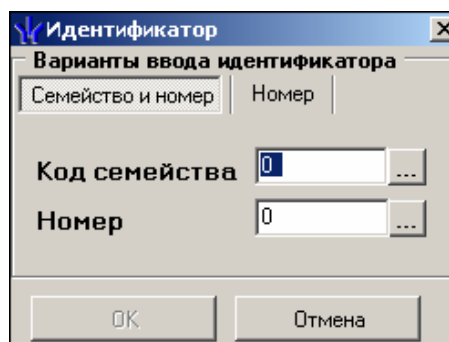 Идентификатор
Варианты ввода идентификатора
Семейство и номер Номер
Код семейства 0 ...
Номер 0 ...
OK Отмена